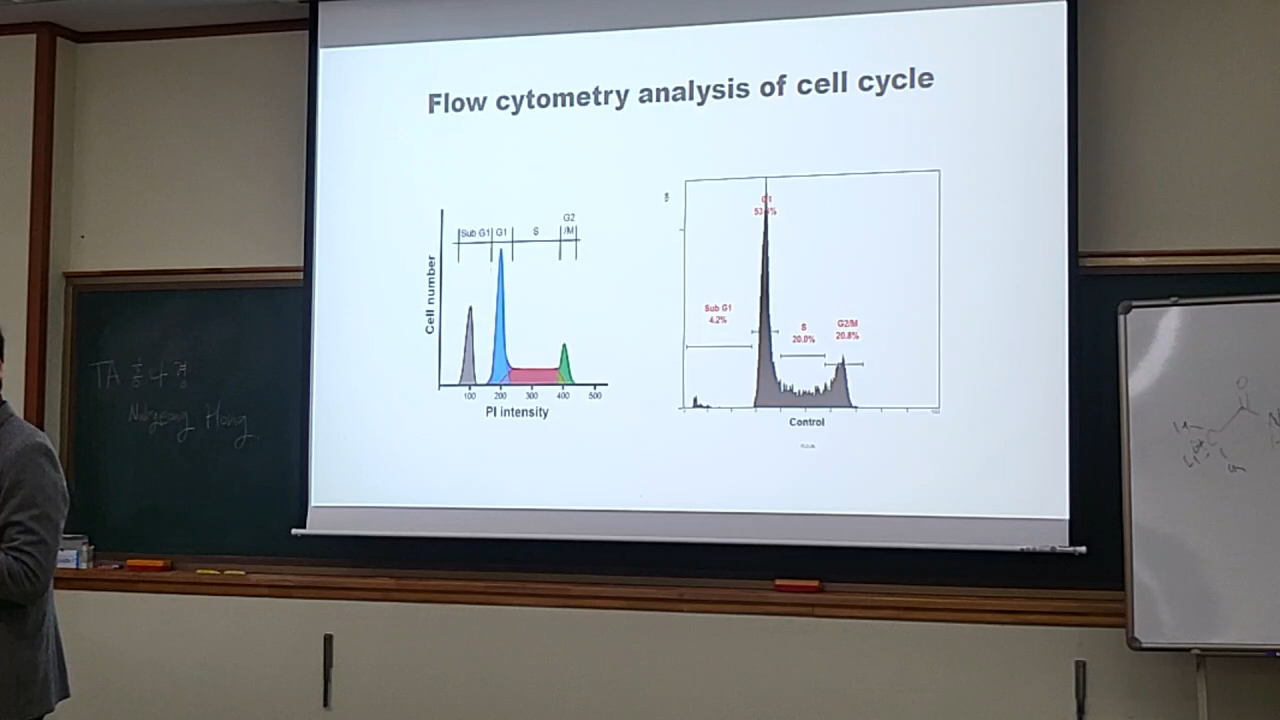 Flow cytometry analysis of cell cycle
Sub G1 G1 S G2
/M
Cell number
100 200 300 400 500
PI intensity
G1
Sub G1
4.2%
S
20.0%
G2/M
20.8%
Control
TA
Hong
O